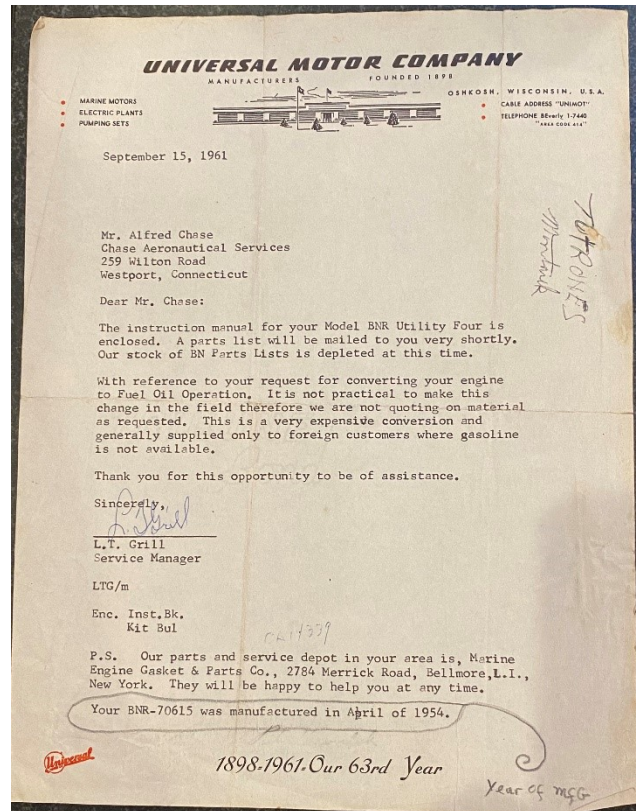 UNIVERSAL MOTOR COMPANY
MANUFACTURERS FOUNDED 1898
OSHKOSH, WISCONSIN, U.S.A.
• MARINE MOTORS
• ELECTRIC PLANTS
• PUMPING SETS
• CABLE ADDRESS "UNIMOT"
• TELEPHONE BEverly 1-7440
"AREA CODE 414"
September 15, 1961
Mr. Alfred Chase
Chase Aeronautical Services
259 Wilton Road
Westport, Connecticut
Dear Mr. Chase:
The instruction manual for your Model BNR Utility Four is
enclosed. A parts list will be mailed to you very shortly.
Our stock of BN Parts Lists is depleted at this time.
With reference to your request for converting your engine
to Fuel Oil Operation. Itis not practical to make this
change in the field therefore we are not quoting on material
as requested. This is a very expensive conversion and
generally supplied only to foreign customers where gasoline
is not available.
Thank you for this opportunity to be of assistance.
Sincerely,
L.T. Grill
L.T. Grill
Service Manager
LTG/m
Enc. Inst.Bk.
Kit Bul
P.S. Our parts and service depot in your area is, Marine
Engine Gasket & Parts Co., 2784 Merrick Road, Bellmore,L.I.,
New York. They will be happy to help you at any time.
Your BNR-70615 was manufactured in April of 1954.
Universal
1898-1961-Our 63rd Year
Year of MFG